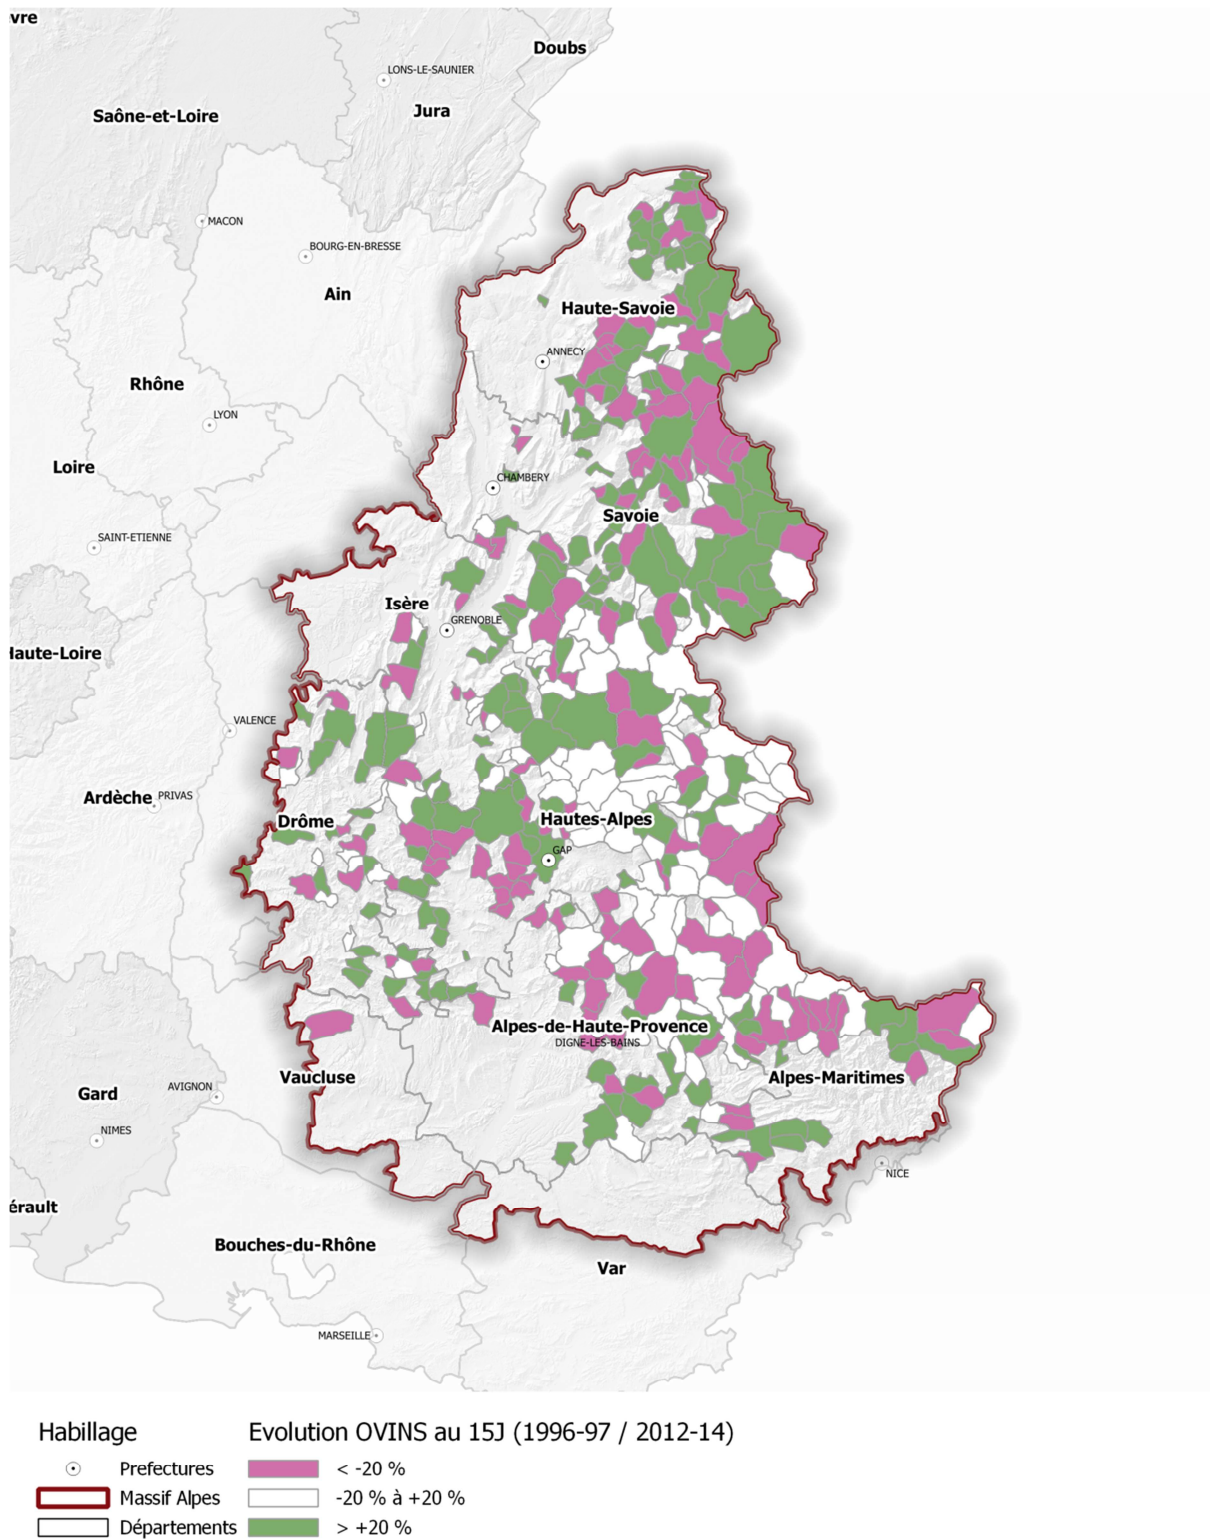 vre
Doubs
LONS-LE-SAUNIER
Jura
Saône-et-Loire
MACON
BOURG-EN-BRESSE
Ain
Haute-Savoie
ANNECY
Rhône
LYON
Loire
CHAMBERY
Savoie
SAINT-ETIENNE
Isère
GRENOBLE
Haute-Loire
VALENCE
Ardèche
PRIVAS
Drôme
Hautes-Alpes
GAP
Alpes-de-Haute-Provence
DIGNE-LES-BAINS
Vaucluse
Alpes-Maritimes
Gard
AVIGNON
NIMES
NICE
érault
Bouches-du-Rhône
Var
MARSEILLE
Habillage
Evolution OVINS au 15J (1996-97 / 2012-14)
Prefectures
< -20 %
Massif Alpes
-20 % à +20 %
Départements
> +20 %